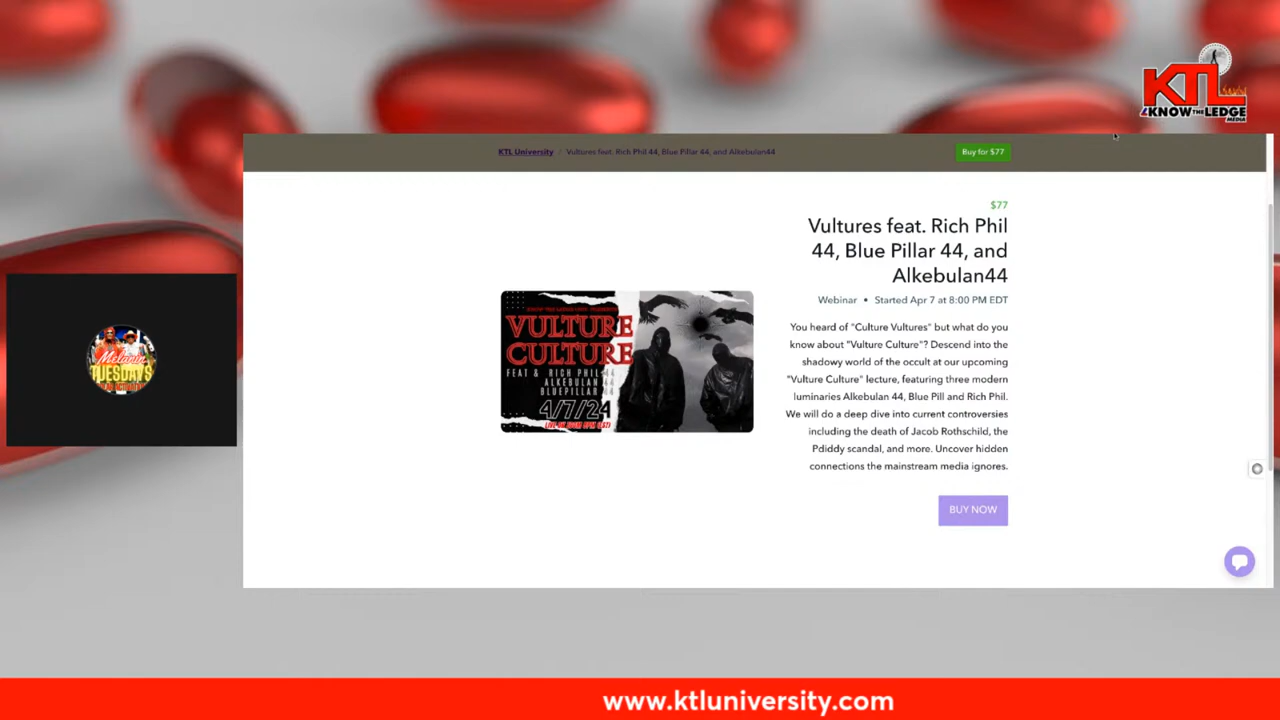 KTL
4 KNOW THE LEDGE
MEDIA
KTL University / Vultures feat. Rich Phil 44, Blue Pillar 44, and Alkebulan44
Buy for $77
$77
Vultures feat. Rich Phil
44, Blue Pillar 44, and
Alkebulan44
Webinar • Started Apr 7 at 8:00 PM EDT
You heard of "Culture Vultures" but what do you
know about "Vulture Culture"? Descend into the
shadowy world of the occult at our upcoming
"Vulture Culture" lecture, featuring three modern
luminaries Alkebulan 44, Blue Pill and Rich Phil.
We will do a deep dive into current controversies
including the death of Jacob Rothschild, the
Pdiddy scandal, and more. Uncover hidden
connections the mainstream media ignores.
BUY NOW
VULTURE
CULTURE
FEAT & RICH PHIL 44
ALKEBULAN 44
BLUEPILLAR 44
4/7/24
Melanin
TUESDAYS
www.ktluniversity.com